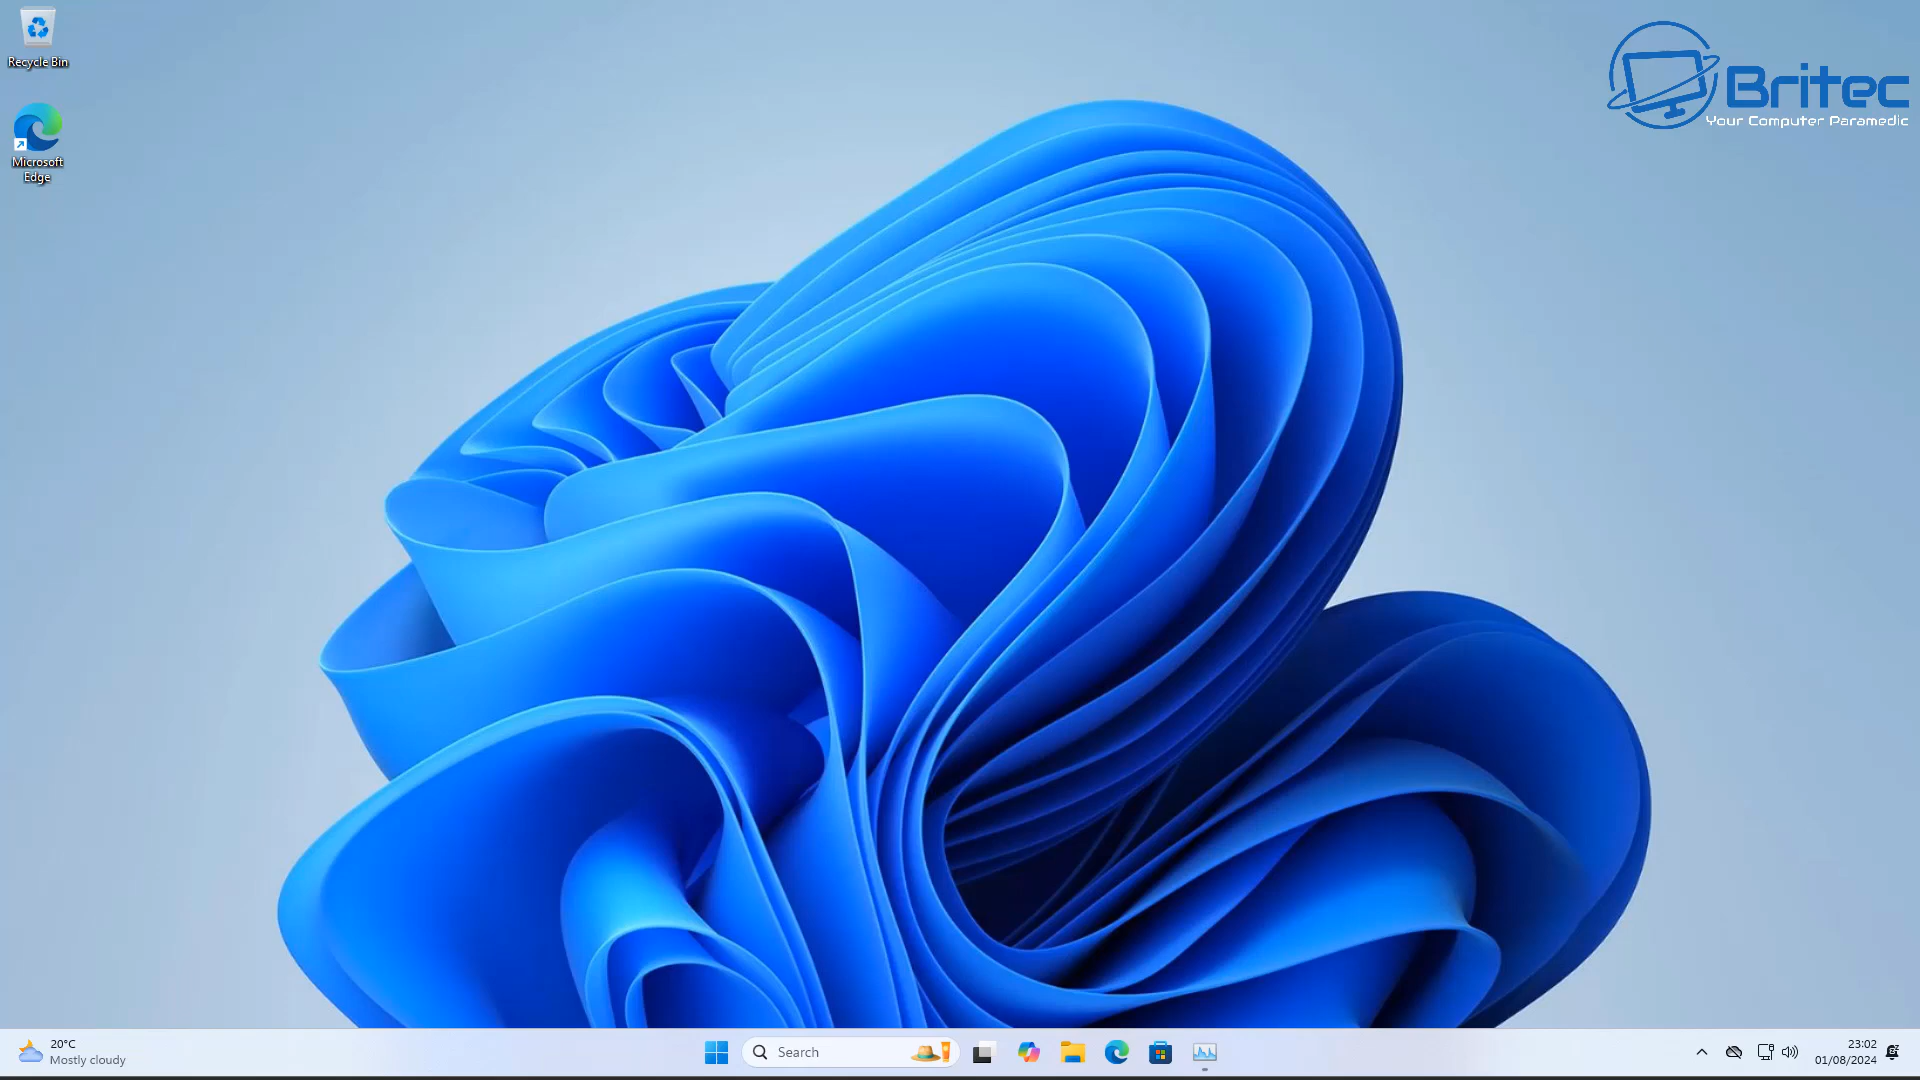 Recycle Bin
Microsoft
Edge
Britec
Your Computer Paramedic
20°C
Mostly cloudy
Search
23:02
01/08/2024